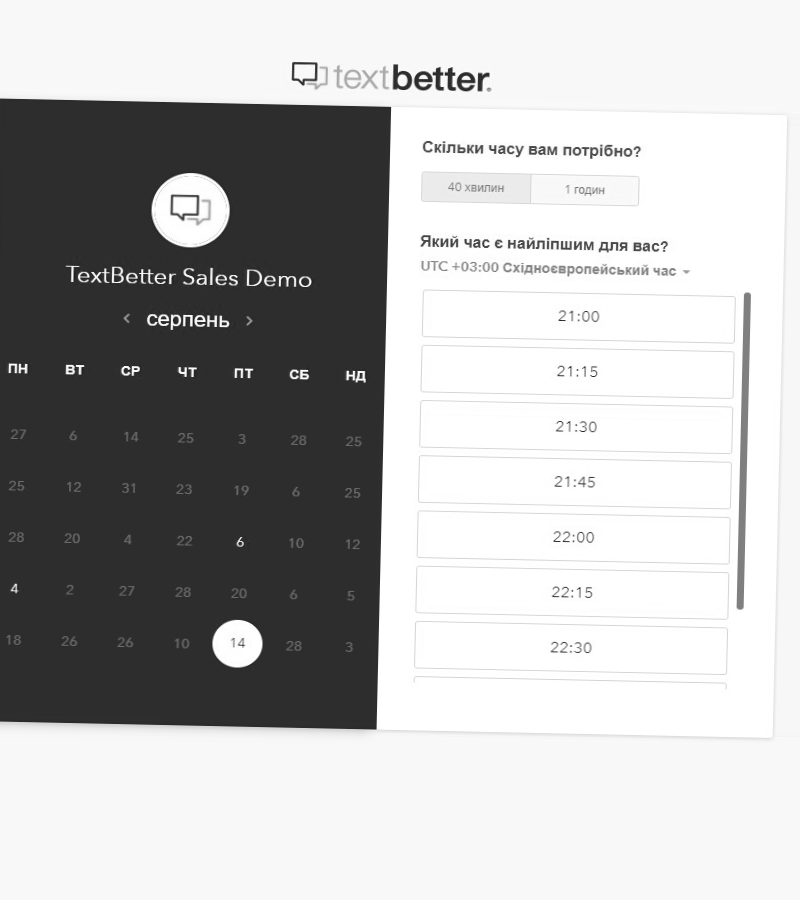 textbetter.
TextBetter Sales Demo
серпень
ПН ВТ СР ЧТ ПТ СБ НД
27 6 14 25 3 28 25
25 12 31 23 19 6 25
28 20 4 22 6 10 12
4 2 27 28 20 6 5
18 26 26 10 14 28 3
Скільки часу вам потрібно?
40 хвилин 1 годин
Який час є найліпшим для вас?
UTC +03:00 Східноєвропейський час
21:00
21:15
21:30
21:45
22:00
22:15
22:30